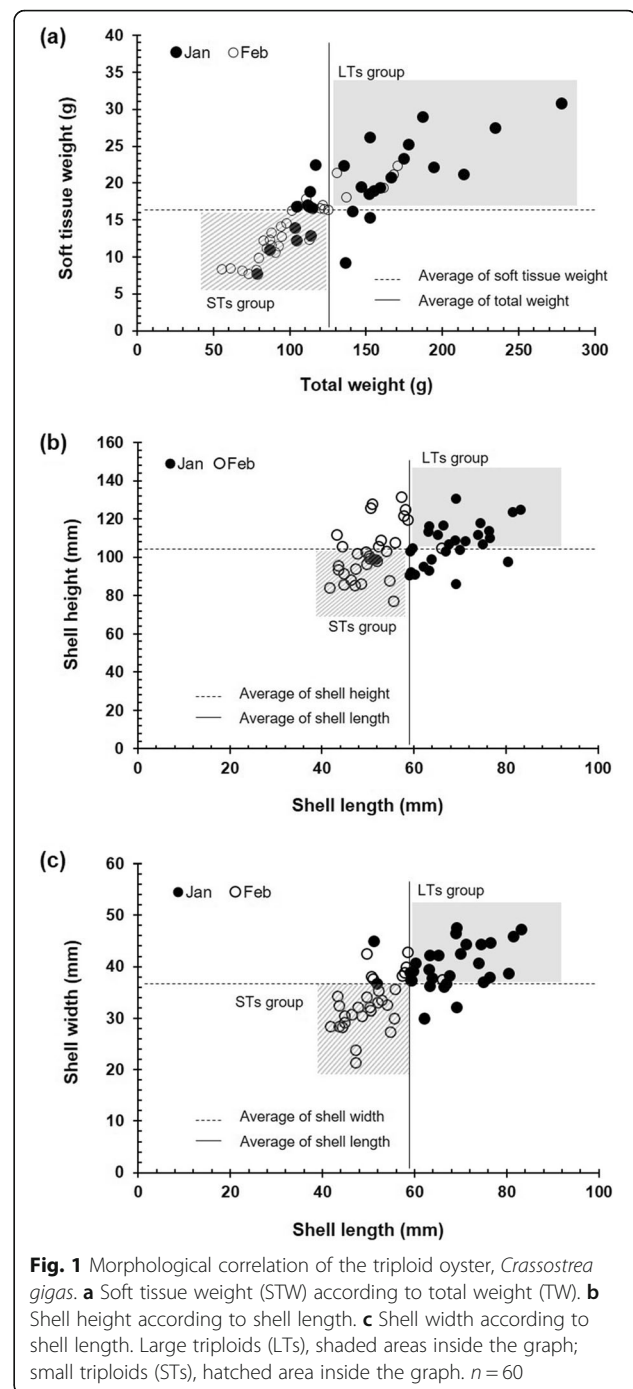 (a)
● Jan ○ Feb
LTs group
40
35
30
25
20
15
10
5
0
Soft tissue weight (g)
STs group
Average of soft tissue weight
Average of total weight
0 50 100 150 200 250 300
Total weight (g)
(b)
● Jan ○ Feb
LTs group
160
140
120
100
80
60
40
20
0
Shell height (mm)
STs group
Average of shell height
Average of shell length
0 20 40 60 80 100
Shell length (mm)
(c)
● Jan ○ Feb
LTs group
60
50
40
30
20
10
0
Shell width (mm)
STs group
Average of shell width
Average of shell length
0 20 40 60 80 100
Shell length (mm)
Fig. 1 Morphological correlation of the triploid oyster, Crassostrea
gigas. a Soft tissue weight (STW) according to total weight (TW). b
Shell height according to shell length. c Shell width according to
shell length. Large triploids (LTs), shaded areas inside the graph;
small triploids (STs), hatched area inside the graph. n = 60